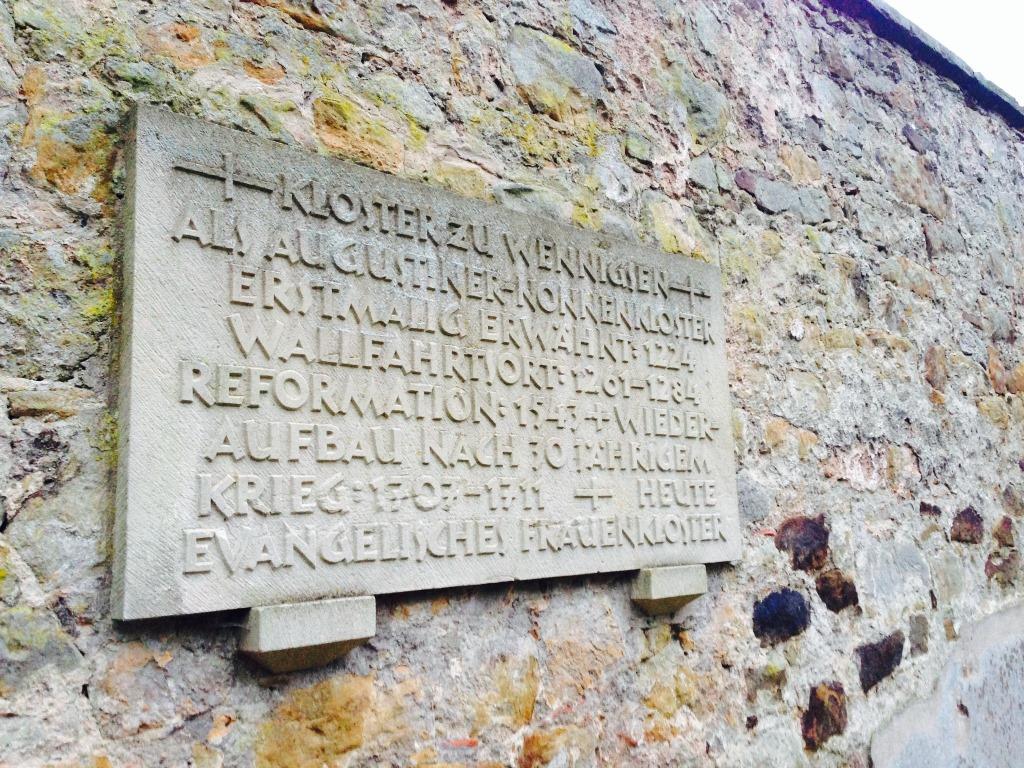 + KLOSTER ZU WENNIGSEN +
ALS AUGUSTINER-NONNENKLOSTER
ERSTMALIG ERWÄHNT: 1224
WALLFAHRTSORT: 1261-1284
REFORMATION: 1543 + WIEDER-
AUFBAU NACH 30 JÄHRIGEM
KRIEG: 1707-1711 + HEUTE
EVANGELISCHES FRAUENKLOSTER